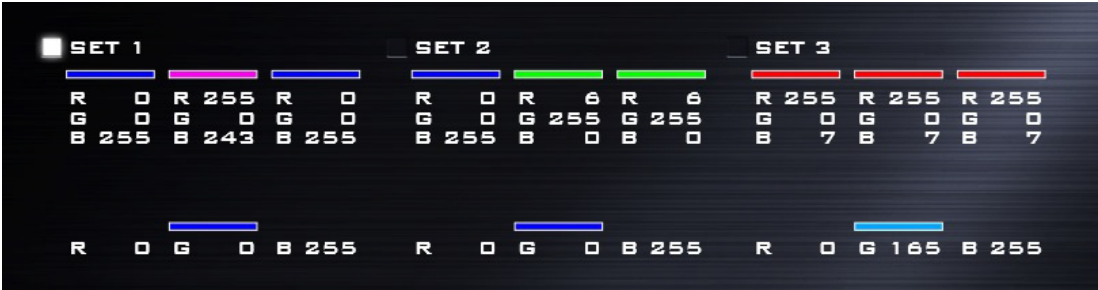 SET 1 SET 2 SET 3
R 0 R 255 R 0 R 0 R 6 R 6 R 255 R 255 R 255
G 0 G 0 G 0 G 0 G 255 G 255 G 0 G 0 G 0
B 255 B 243 B 255 B 255 B 0 B 0 B 7 B 7 B 7
R 0 G 0 B 255 R 0 G 0 B 255 R 0 G 165 B 255